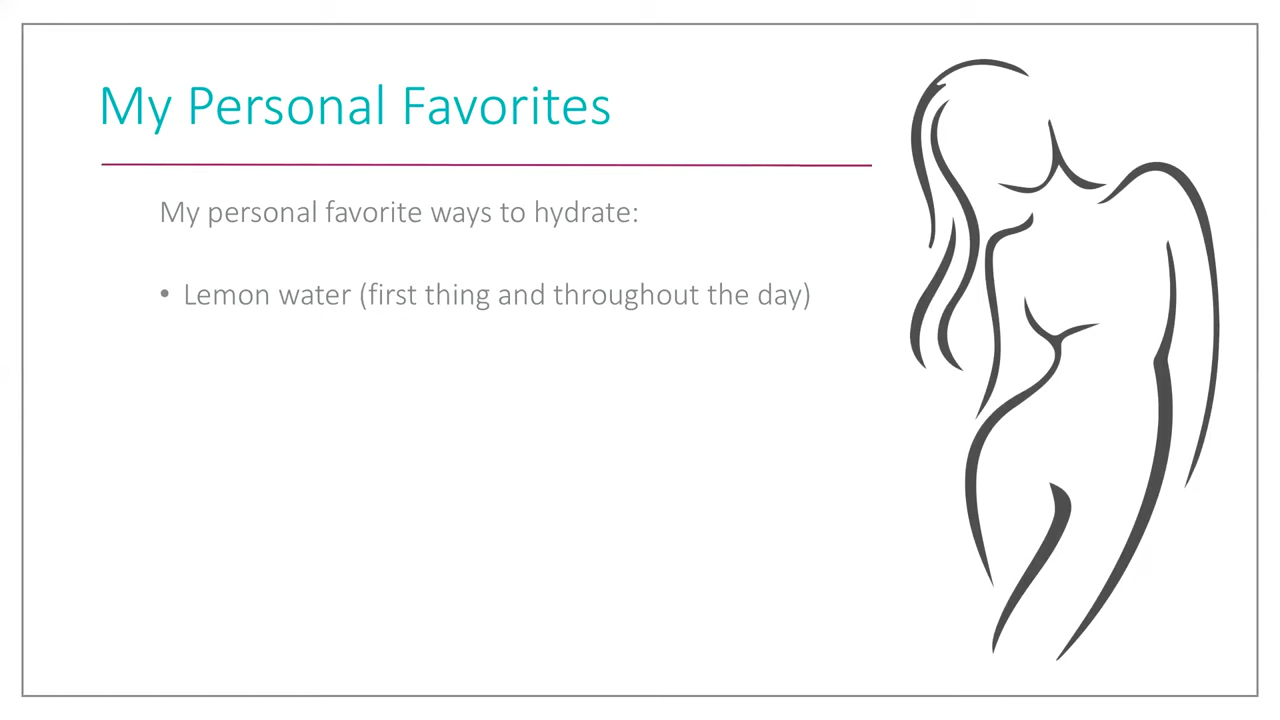 My Personal Favorites
My personal favorite ways to hydrate:
• Lemon water (first thing and throughout the day)